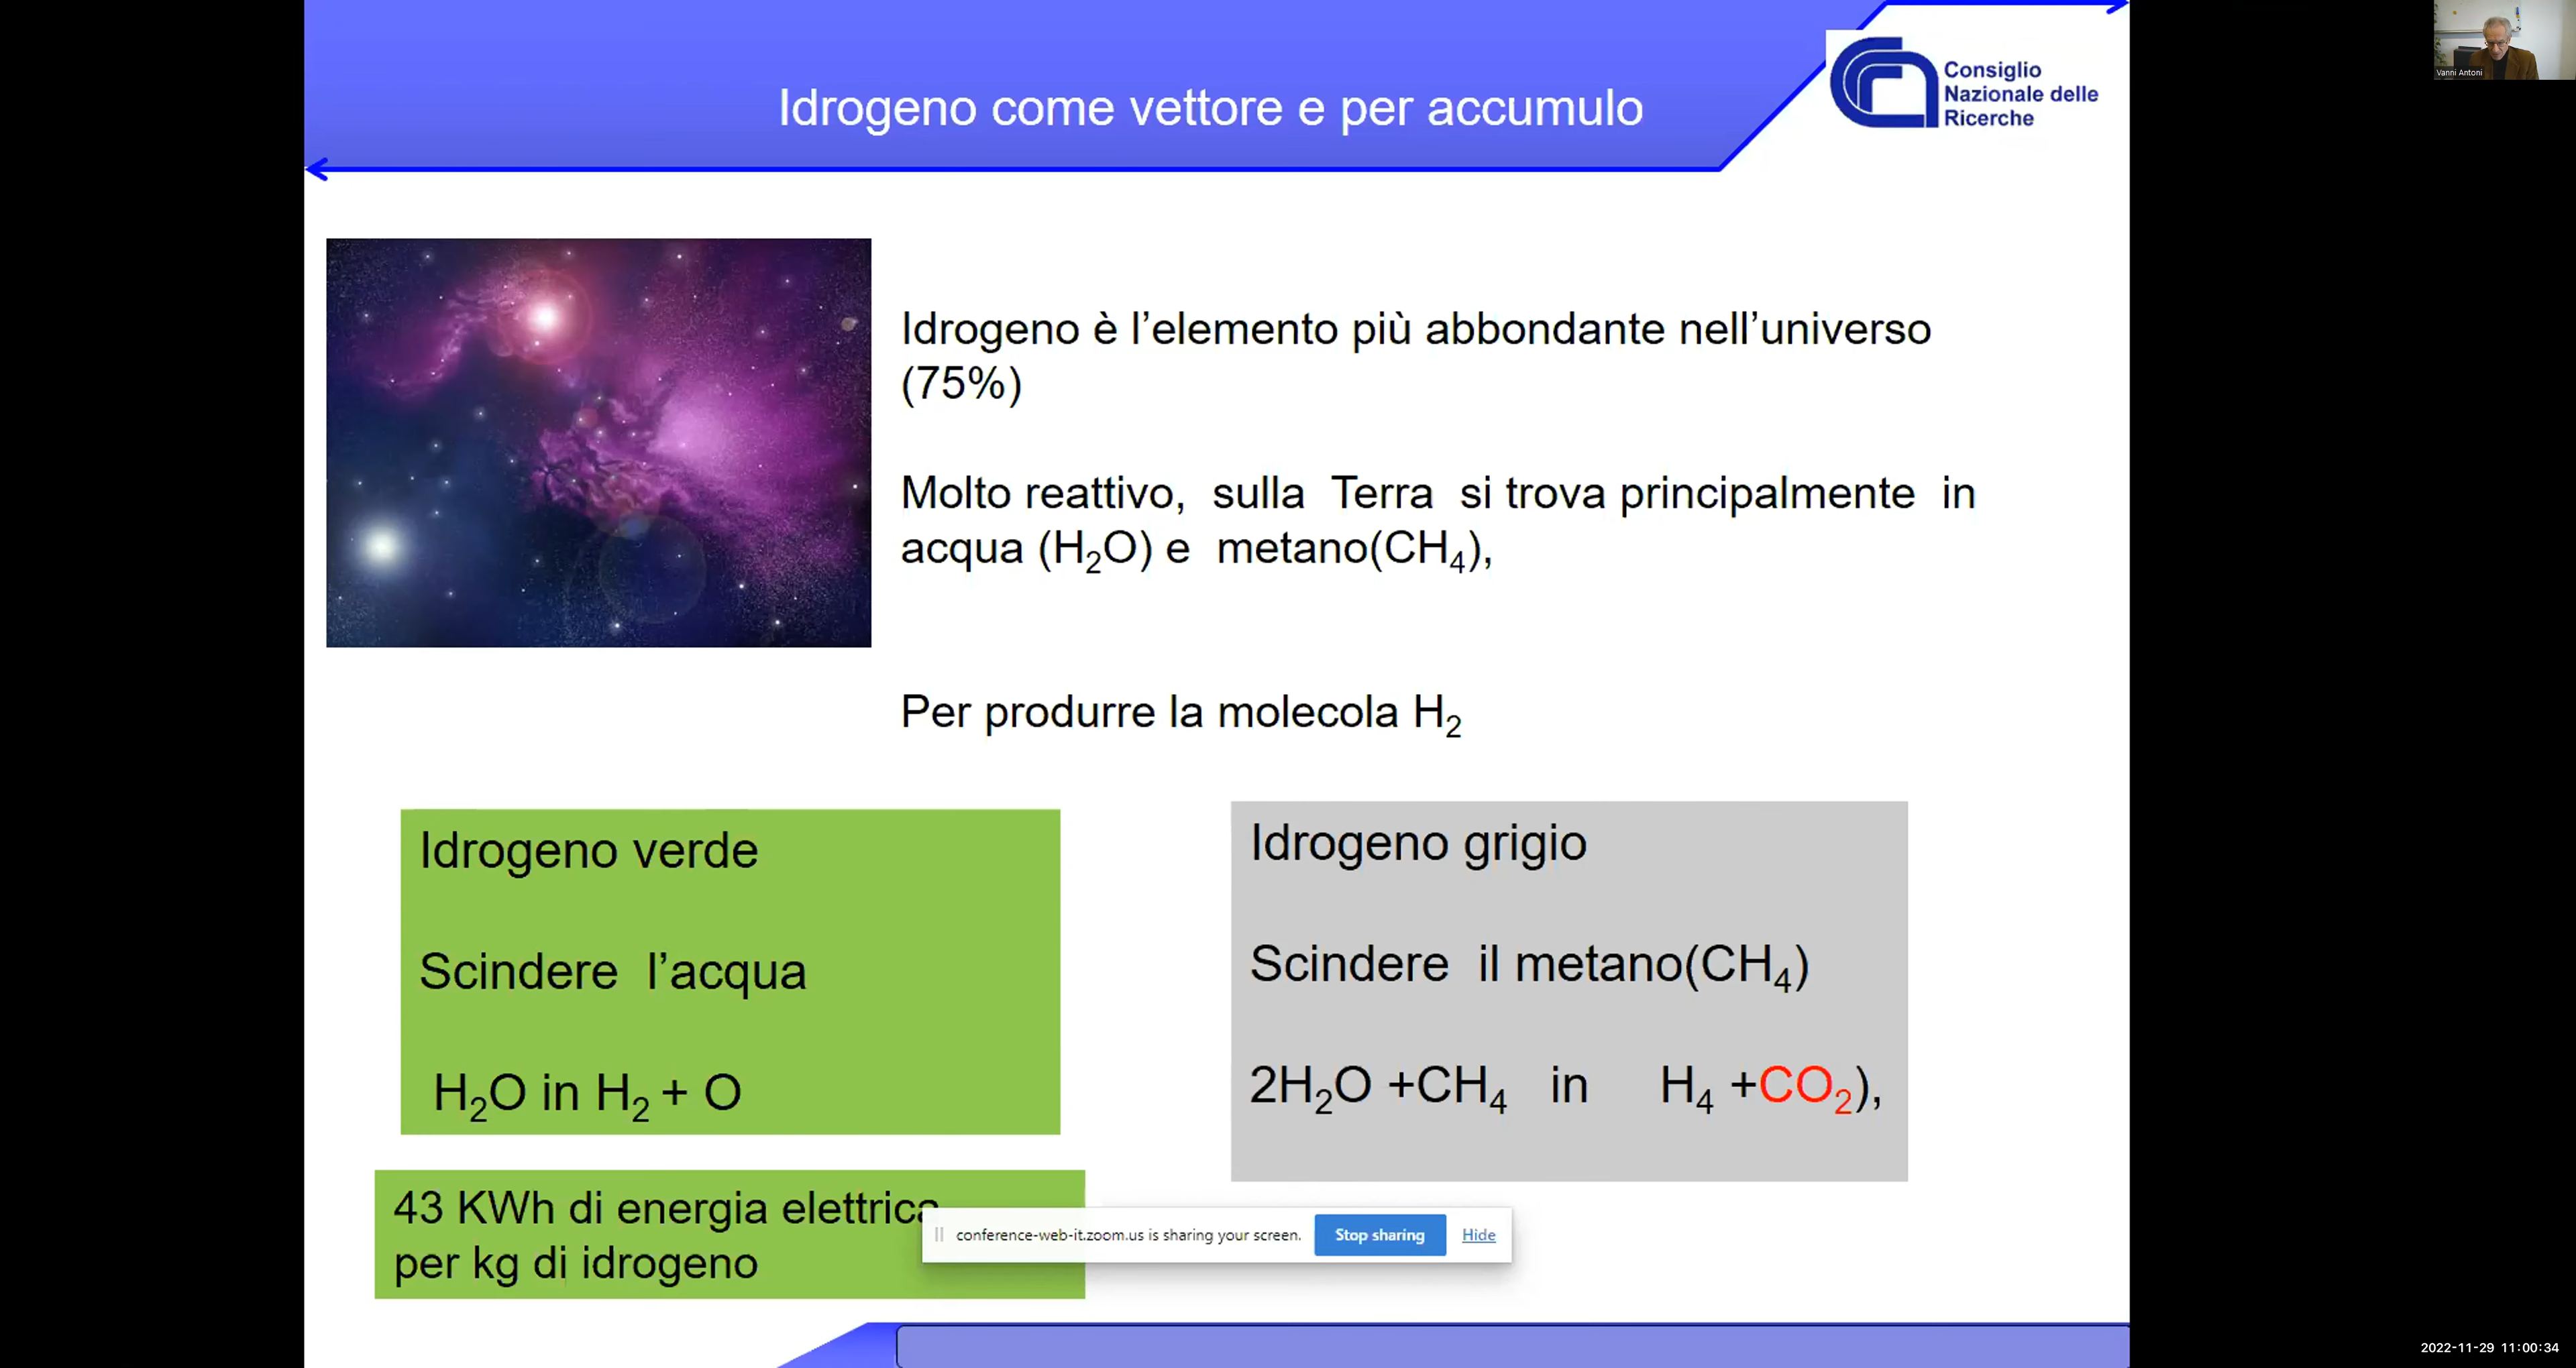 Idrogeno come vettore e per accumulo
Consiglio
Nazionale delle
Ricerche
Vanni Antoni
Idrogeno è l'elemento più abbondante nell'universo
(75%)
Molto reattivo, sulla Terra si trova principalmente in
acqua (H₂O) e metano(CH₄),
Per produrre la molecola H₂
Idrogeno verde
Scindere l'acqua
H₂O in H₂ + O
Idrogeno grigio
Scindere il metano(CH₄)
2H₂O +CH₄ in H₄ +CO₂),
43 KWh di energia elettrica
per kg di idrogeno
conference-web-it.zoom.us is sharing your screen. Stop sharing Hide
2022-11-29 11:00:34